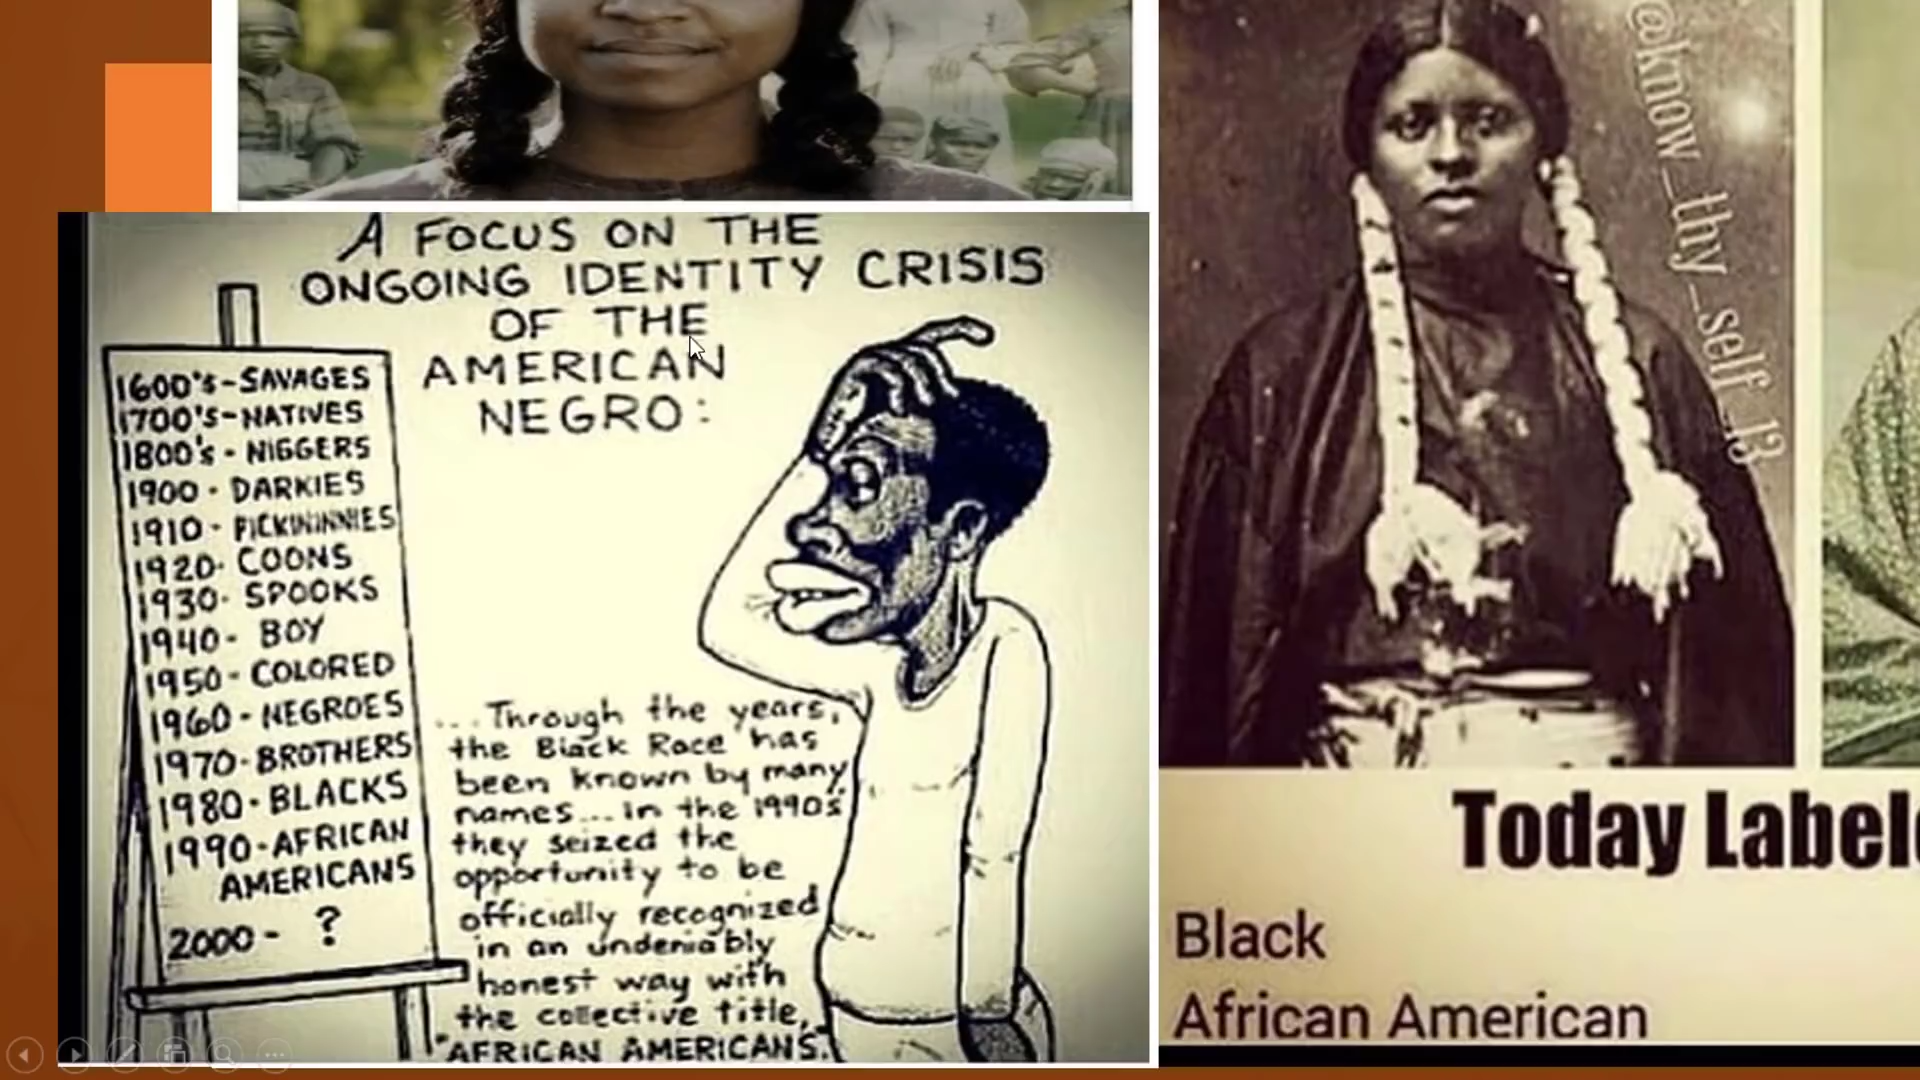 A FOCUS ON THE
ONGOING IDENTITY CRISIS
OF THE
AMERICAN
NEGRO:
1600's-SAVAGES
1700'S-NATIVES
1800's - NIGGERS
1900 - DARKIES
1910 - PICKININNIES
1920- COONS
1930- SPOOKS
1940- BOY
1950- COLORED
1960- NEGROES
1970- BROTHERS
1980- BLACKS
1990-AFRICAN
AMERICANS
2000- ?
...Through the years,
the Black Race has
been known by many
names... in the 1990s
they seized the
opportunity to be
officially recognized
in an undeniably
honest way with
the collective title,
"AFRICAN AMERICANS."
@know_thy_self_13
Today Labele
Black
African American